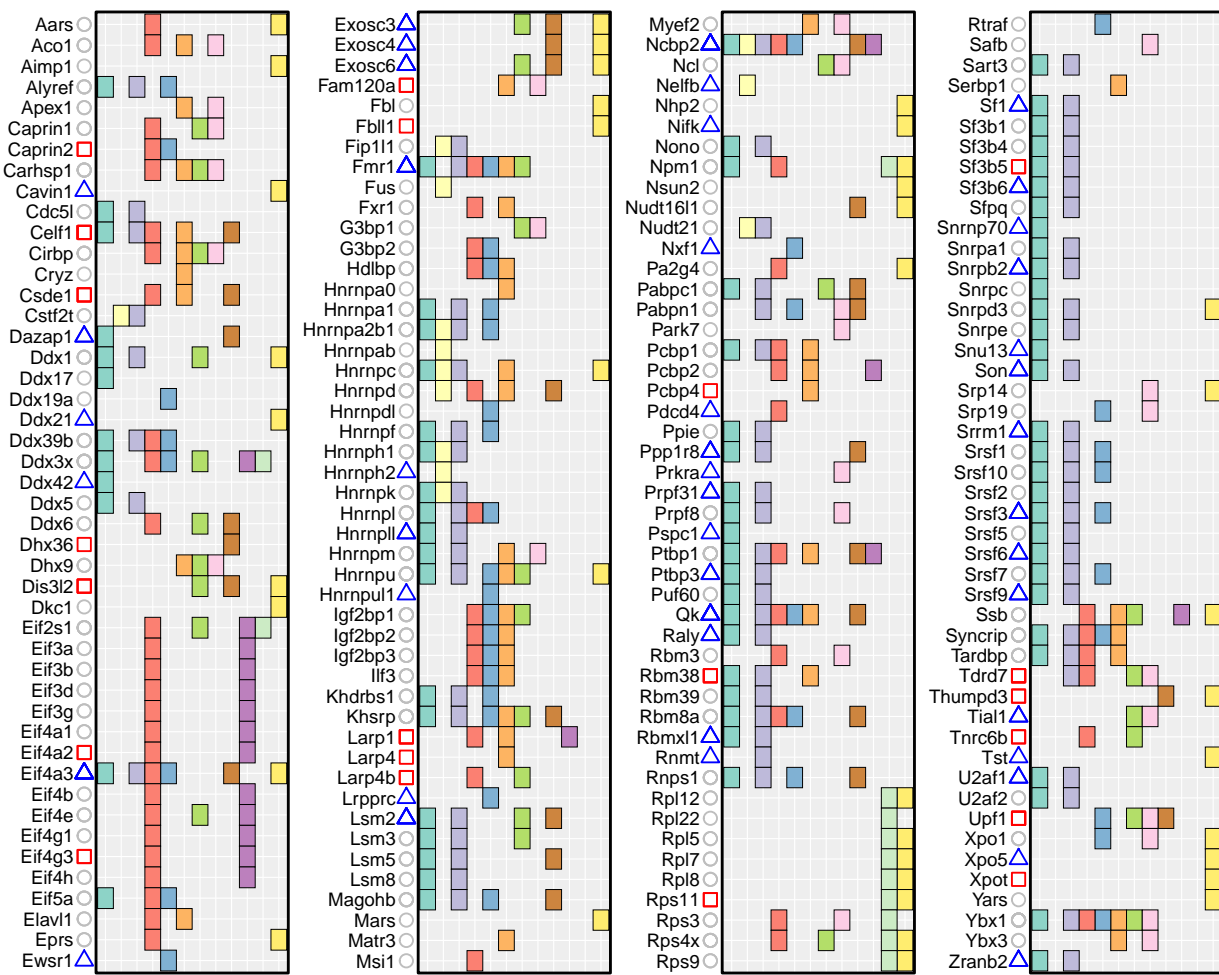 Aars
Aco1
Aimp1
Alyref
Apex1
Caprin1
Caprin2
Carhsp1
Cavin1
Cdc5l
Celf1
Cirbp
Cryz
Csde1
Cstf2t
Dazap1
Ddx1
Ddx17
Ddx19a
Ddx21
Ddx39b
Ddx3x
Ddx42
Ddx5
Ddx6
Dhx36
Dhx9
Dis3l2
Dkc1
Eif2s1
Eif3a
Eif3b
Eif3d
Eif3g
Eif4a1
Eif4a2
Eif4a3
Eif4b
Eif4e
Eif4g1
Eif4g3
Eif4h
Eif5a
Elavl1
Eprs
Ewsr1
Exosc3
Exosc4
Exosc6
Fam120a
Fbl
Fbll1
Fip1l1
Fmr1
Fus
Fxr1
G3bp1
G3bp2
Hdlbp
Hnrnpa0
Hnrnpa1
Hnrnpa2b1
Hnrnpab
Hnrnpc
Hnrnpd
Hnrnpdl
Hnrnpf
Hnrnph1
Hnrnph2
Hnrnpk
Hnrnpl
Hnrnpll
Hnrnpm
Hnrnpu
Hnrnpul1
Igf2bp1
Igf2bp2
Igf2bp3
Ilf3
Khdrbs1
Khsrp
Larp1
Larp4
Larp4b
Lrpprc
Lsm2
Lsm3
Lsm5
Lsm8
Magohb
Mars
Matr3
Msi1
Myef2
Ncbp2
Ncl
Nelfb
Nhp2
Nifk
Nono
Npm1
Nsun2
Nudt16l1
Nudt21
Nxf1
Pa2g4
Pabpc1
Pabpn1
Park7
Pcbp1
Pcbp2
Pcbp4
Pdcd4
Ppie
Ppp1r8
Prkra
Prpf31
Prpf8
Pspc1
Ptbp1
Ptbp3
Puf60
Qk
Raly
Rbm3
Rbm38
Rbm39
Rbm8a
Rbmxl1
Rnmt
Rnps1
Rpl12
Rpl22
Rpl5
Rpl7
Rpl8
Rps11
Rps3
Rps4x
Rps9
Rtraf
Safb
Sart3
Serbp1
Sf1
Sf3b1
Sf3b4
Sf3b5
Sf3b6
Sfpq
Snrnp70
Snrpa1
Snrpb2
Snrpc
Snrpd3
Snrpe
Snu13
Son
Srp14
Srp19
Srrm1
Srsf1
Srsf10
Srsf2
Srsf3
Srsf5
Srsf6
Srsf7
Srsf9
Ssb
Syncrip
Tardbp
Tdrd7
Thumpd3
Tial1
Tnrc6b
Tst
U2af1
U2af2
Upf1
Xpo1
Xpo5
Xpot
Yars
Ybx1
Ybx3
Zranb2